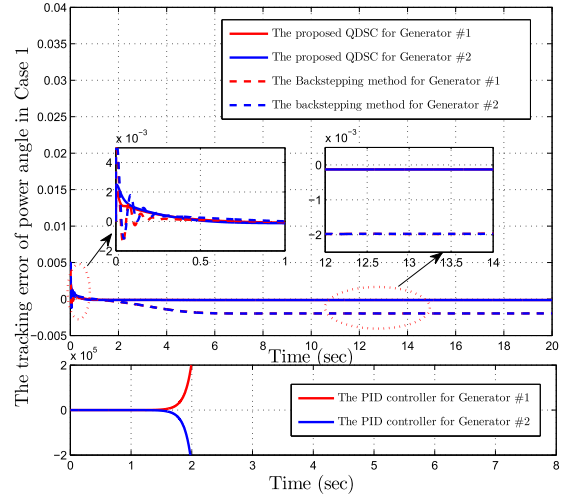 The tracking error of power angle in Case 1
0.04
0.035
0.03
0.025
0.02
0.015
0.01
0.005
0
−0.005
The proposed QDSC for Generator #1
The proposed QDSC for Generator #2
The Backstepping method for Generator #1
The backstepping method for Generator #2
x 10⁻³
4
2
0
−2
0 0.5 1
x 10⁻³
0
−1
−2
12 12.5 13 13.5 14
0 2 4 6 8 10 12 14 16 18 20
Time (sec)
x 10⁵
2
0
−2
The PID controller for Generator #1
The PID controller for Generator #2
0 1 2 3 4 5 6 7 8
Time (sec)